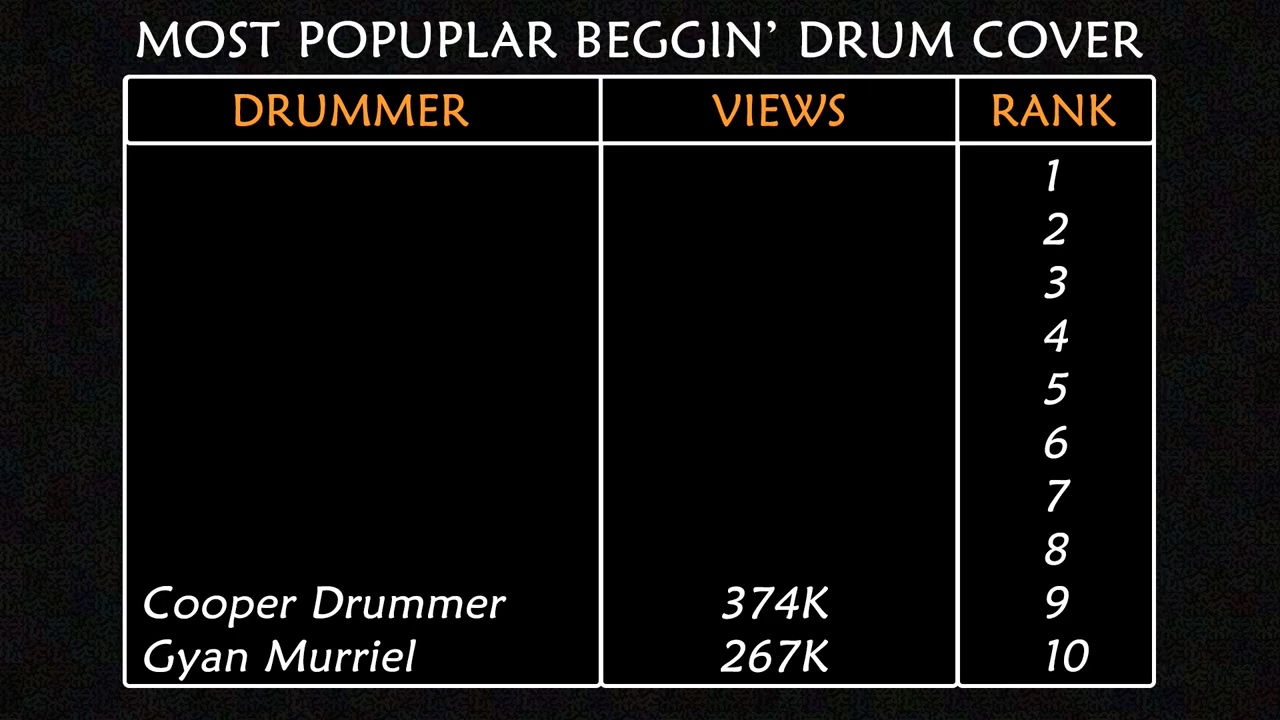 MOST POPUPLAR BEGGIN’ DRUM COVER
DRUMMER VIEWS RANK
1
2
3
4
5
6
7
8
Cooper Drummer 374K 9
Gyan Murriel 267K 10